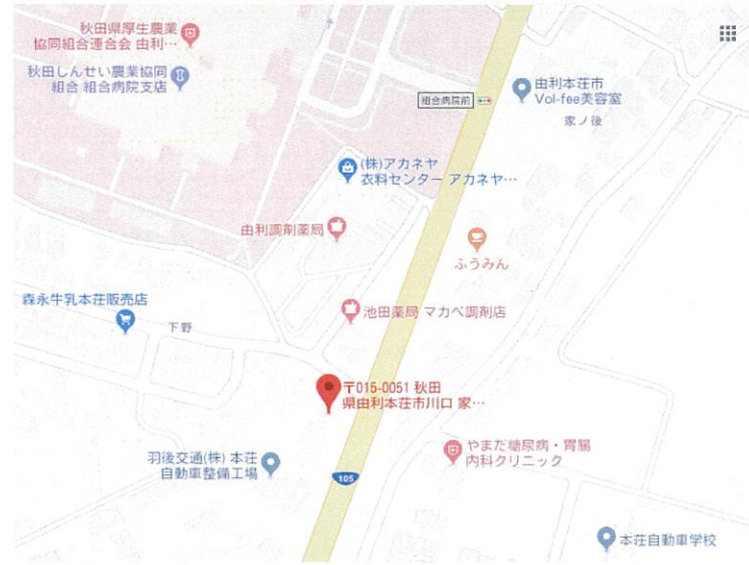 秋田県厚生農業
協同組合連合会 由利…
秋田しんせい農業協同
組合 組合病院支店
組合病院前
由利本荘市
Vol-fee美容室
家ノ後
(株)アカネヤ
衣料センター アカネヤ…
由利調剤薬局
ふうみん
森永牛乳本荘販売店
下野
池田薬局 マカベ調剤店
〒015-0051 秋田
県由利本荘市川口 家…
羽後交通(株) 本荘
自動車整備工場
105
やまだ糖尿病・胃腸
内科クリニック
本荘自動車学校